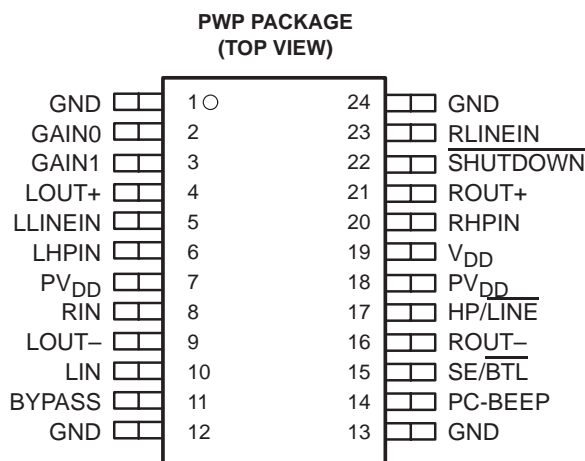 PWP PACKAGE
(TOP VIEW)
GND 1 24 GND
GAIN0 2 23 RLINEIN
GAIN1 3 22 SHUTDOWN
LOUT+ 4 21 ROUT+
LLINEIN 5 20 RHPIN
LHPIN 6 19 VDD
PVDD 7 18 PVDD
RIN 8 17 HP/LINE
LOUT– 9 16 ROUT–
LIN 10 15 SE/BTL
BYPASS 11 14 PC-BEEP
GND 12 13 GND